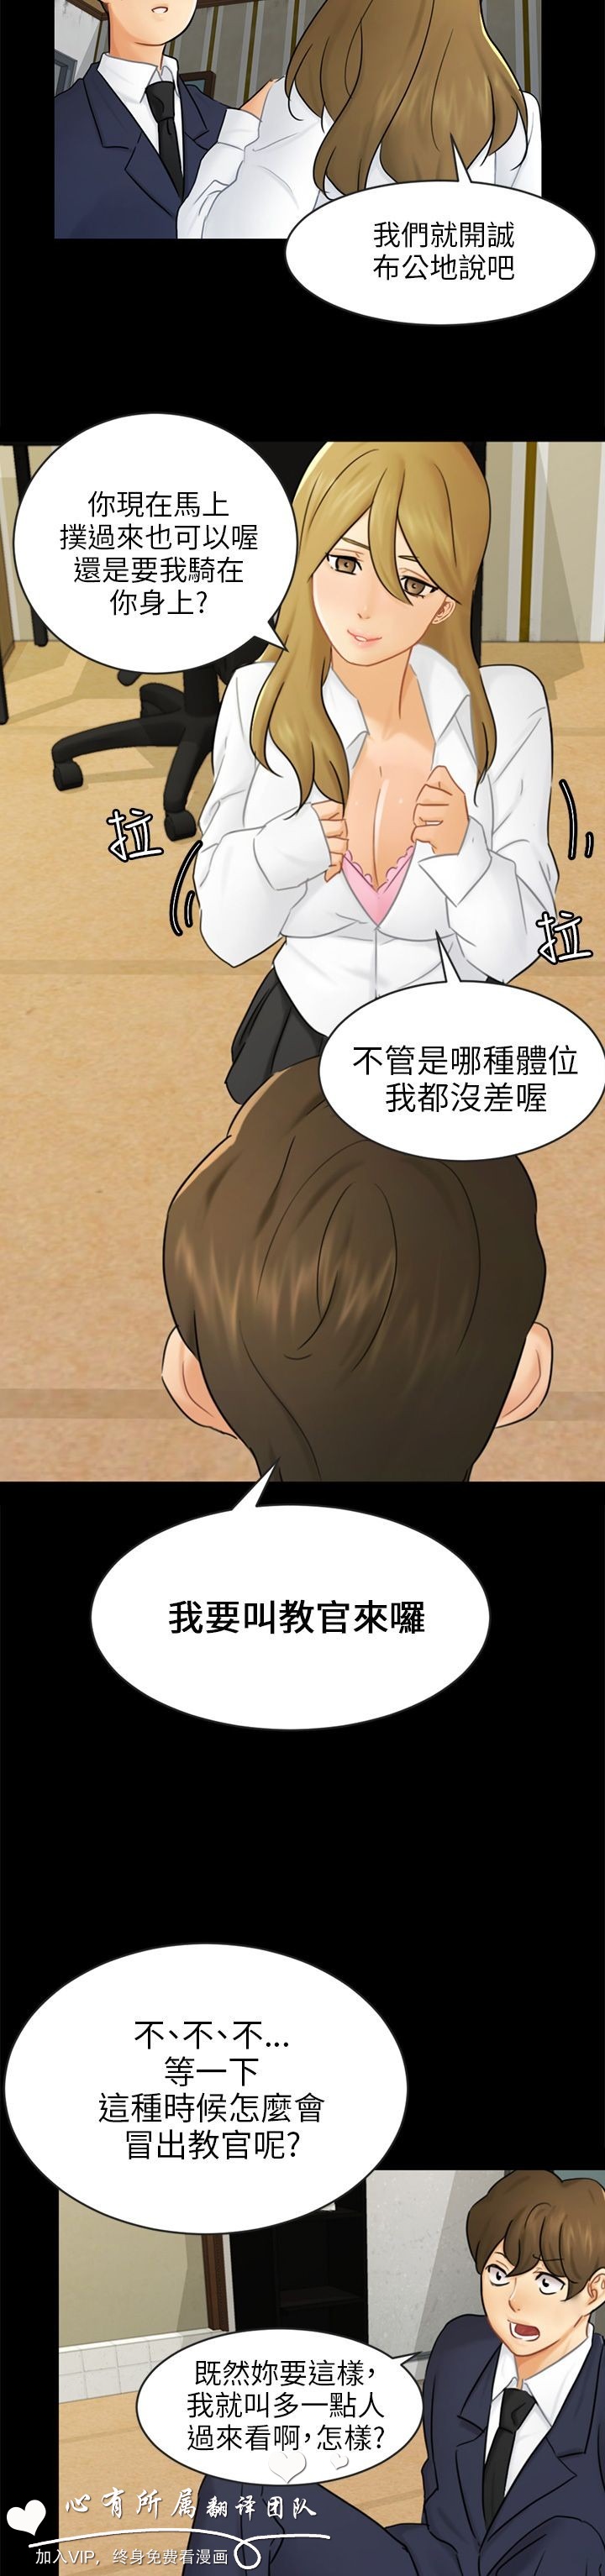 我們就開誠
布公地說吧
你現在馬上
撲過來也可以喔
還是要我騎在
你身上?
拉
拉
不管是哪種體位
我都沒差喔
我要叫教官來囉
不、不、不...
等一下
這種時候怎麼會
冒出教官呢?
既然妳要這樣,
我就叫多一點人
過來看啊,怎樣?
心有所属翻译团队
加入VIP，终身免费看漫画